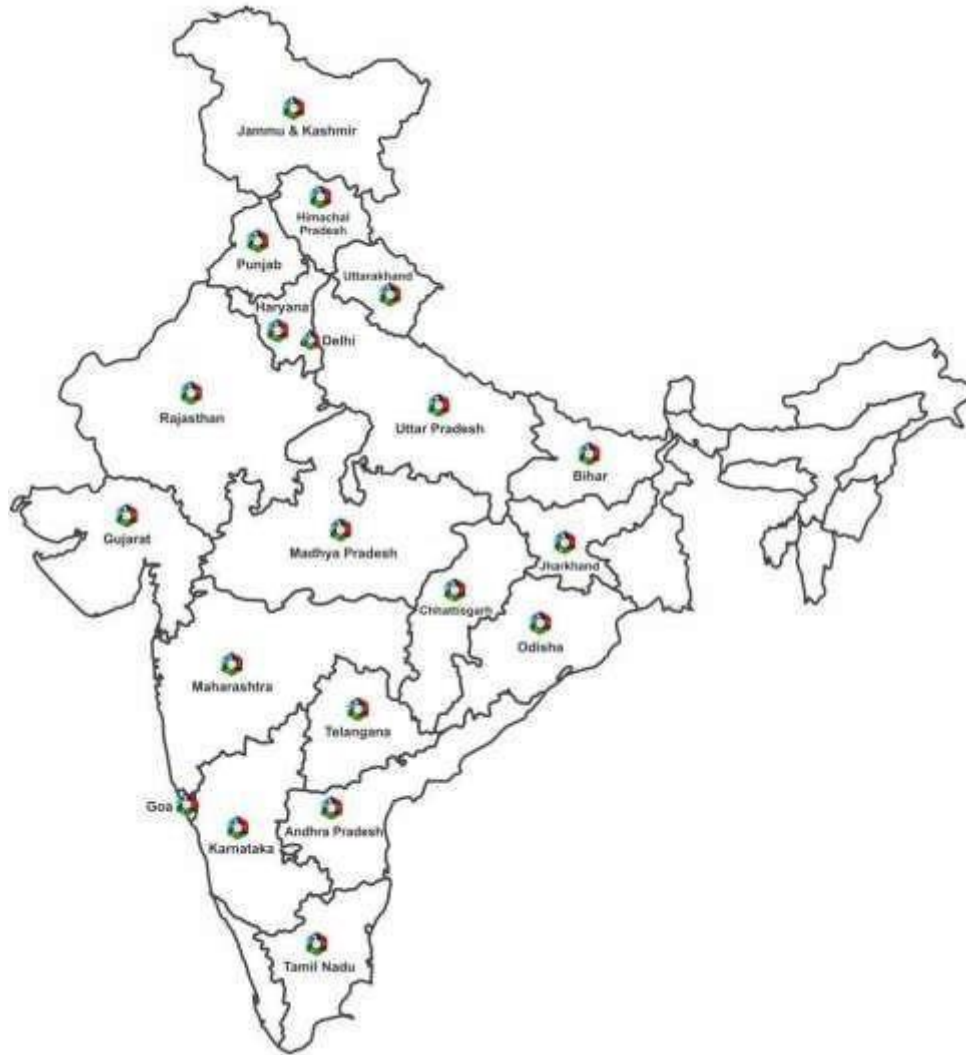 Jammu & Kashmir
Himachal
Pradesh
Punjab
Uttarakhand
Haryana
Delhi
Rajasthan
Uttar Pradesh
Bihar
Gujarat
Madhya Pradesh
Jharkhand
Chhattisgarh
Odisha
Maharashtra
Telangana
Goa
Andhra Pradesh
Karnataka
Tamil Nadu